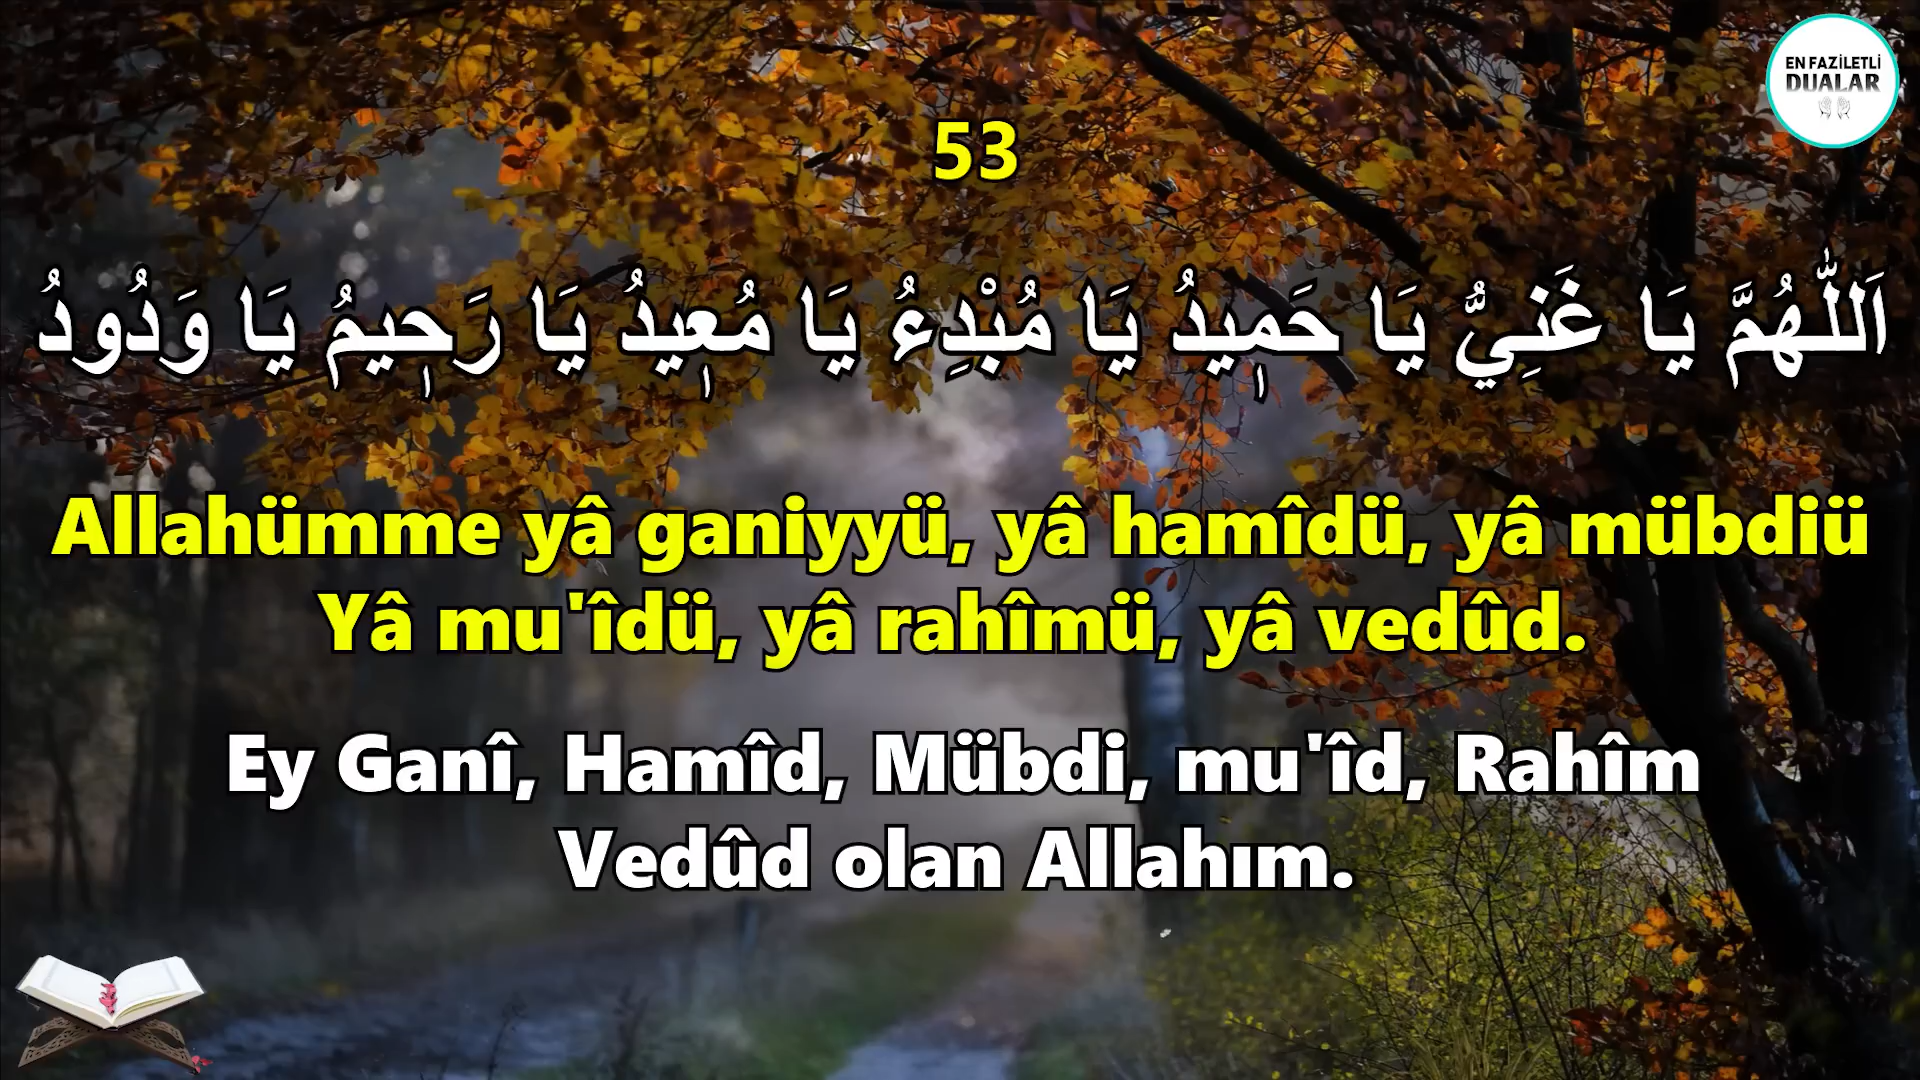 EN FAZİLETLİ
DUALAR
53
اَللّٰهُمَّ يَا غَنِيُّ يَا حَمٖيدُ يَا مُبْدِءُ يَا مُعٖيدُ يَا رَحٖيمُ يَا وَدُودُ
Allahümme yâ ganiyyü, yâ hamîdü, yâ mübdiü
Yâ mu'îdü, yâ rahîmü, yâ vedûd.
Ey Ganî, Hamîd, Mübdi, mu'îd, Rahîm
Vedûd olan Allahım.